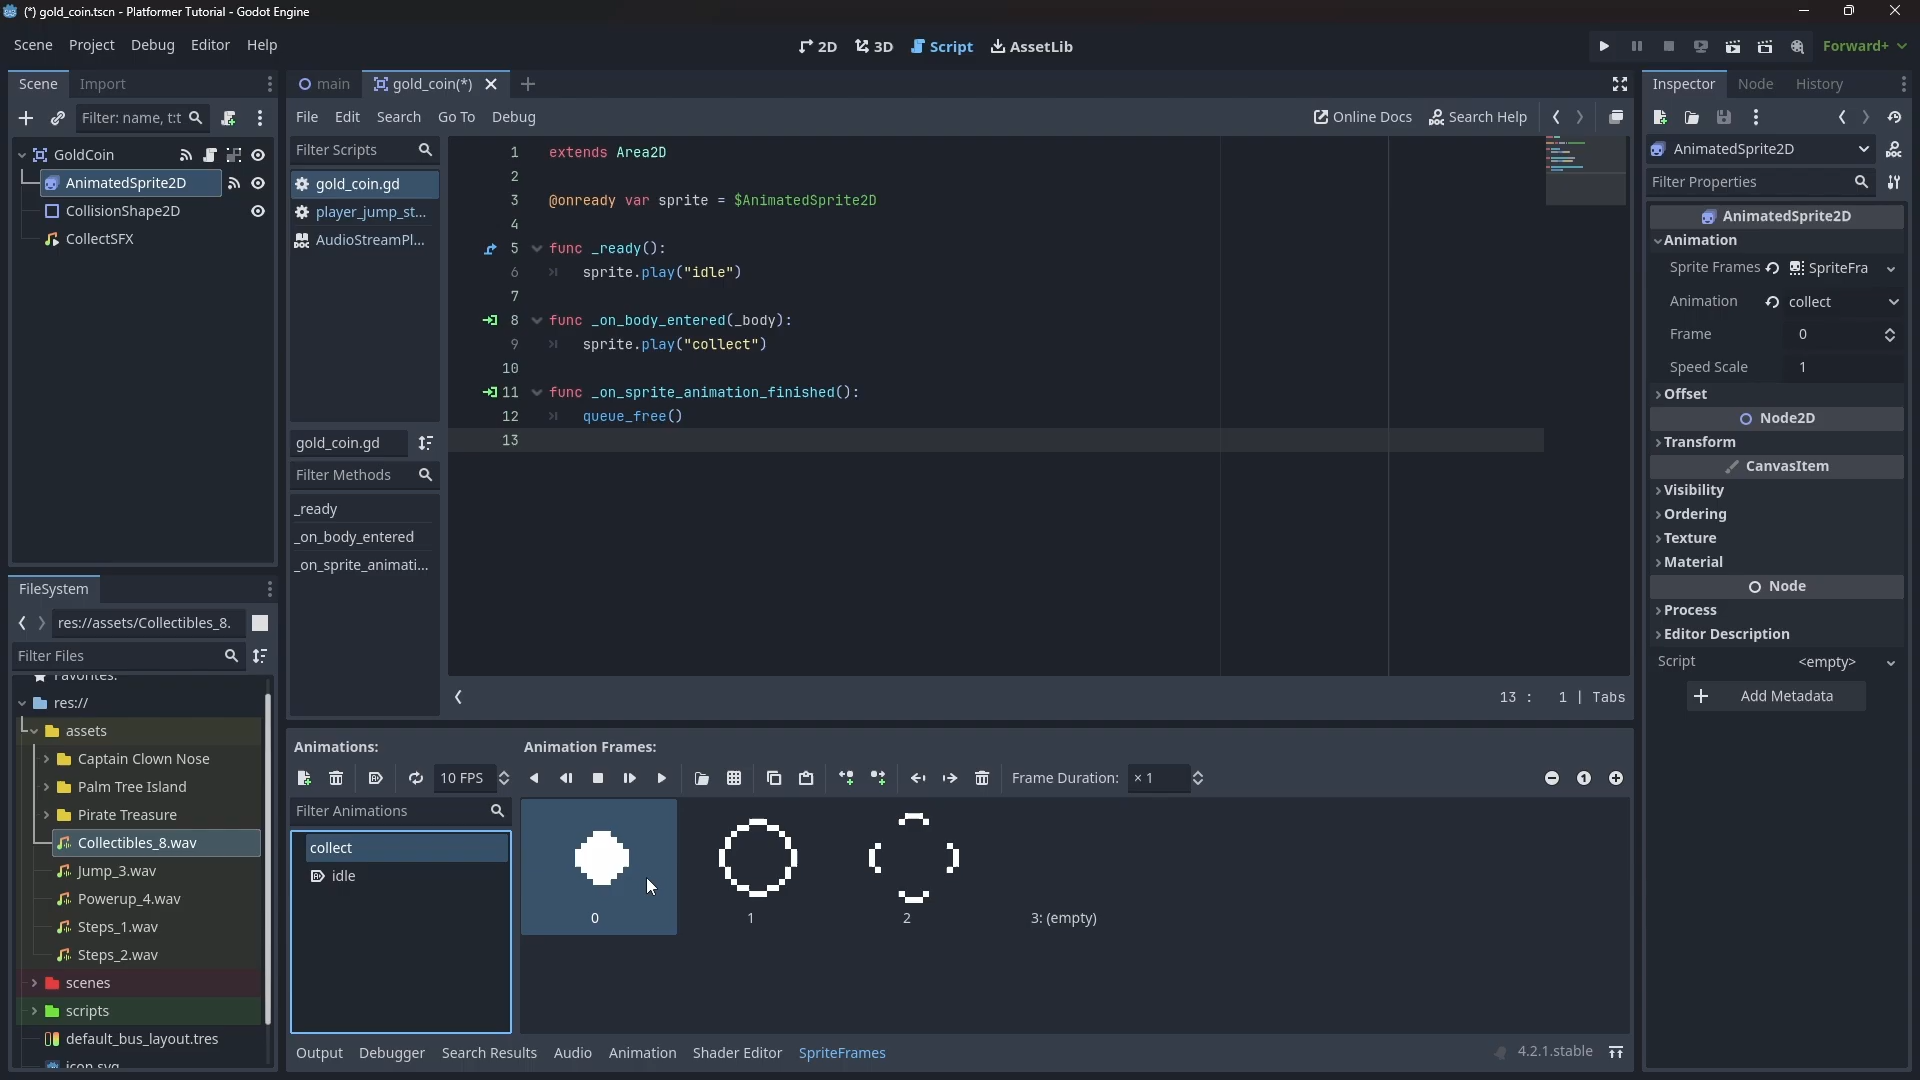 (*) gold_coin.tscn - Platformer Tutorial - Godot Engine
Scene Project Debug Editor Help
2D 3D Script AssetLib
Forward+
Scene Import
Filter: name, t:t
GoldCoin
AnimatedSprite2D
CollisionShape2D
CollectSFX
FileSystem
res://assets/Collectibles_8.
Filter Files
Favorites:
res://
assets
Captain Clown Nose
Palm Tree Island
Pirate Treasure
Collectibles_8.wav
Jump_3.wav
Powerup_4.wav
Steps_1.wav
Steps_2.wav
scenes
scripts
default_bus_layout.tres
icon.svg
main gold_coin(*)
File Edit Search Go To Debug
Online Docs Search Help
Filter Scripts
gold_coin.gd
player_jump_st...
AudioStreamPl...
gold_coin.gd
Filter Methods
_ready
_on_body_entered
_on_sprite_animati...
1 extends Area2D
2
3 @onready var sprite = $AnimatedSprite2D
4
5 func _ready():
6 sprite.play("idle")
7
8 func _on_body_entered(_body):
9 sprite.play("collect")
10
11 func _on_sprite_animation_finished():
12 queue_free()
13
13 : 1 | Tabs
Animations:
10 FPS
Filter Animations
collect
idle
Animation Frames:
Frame Duration: ×1
0 1 2 3: (empty)
Output Debugger Search Results Audio Animation Shader Editor SpriteFrames
4.2.1.stable
Inspector Node History
AnimatedSprite2D
Filter Properties
AnimatedSprite2D
Animation
Sprite Frames SpriteFra
Animation collect
Frame 0
Speed Scale 1
Offset
Node2D
Transform
CanvasItem
Visibility
Ordering
Texture
Material
Node
Process
Editor Description
Script <empty>
Add Metadata